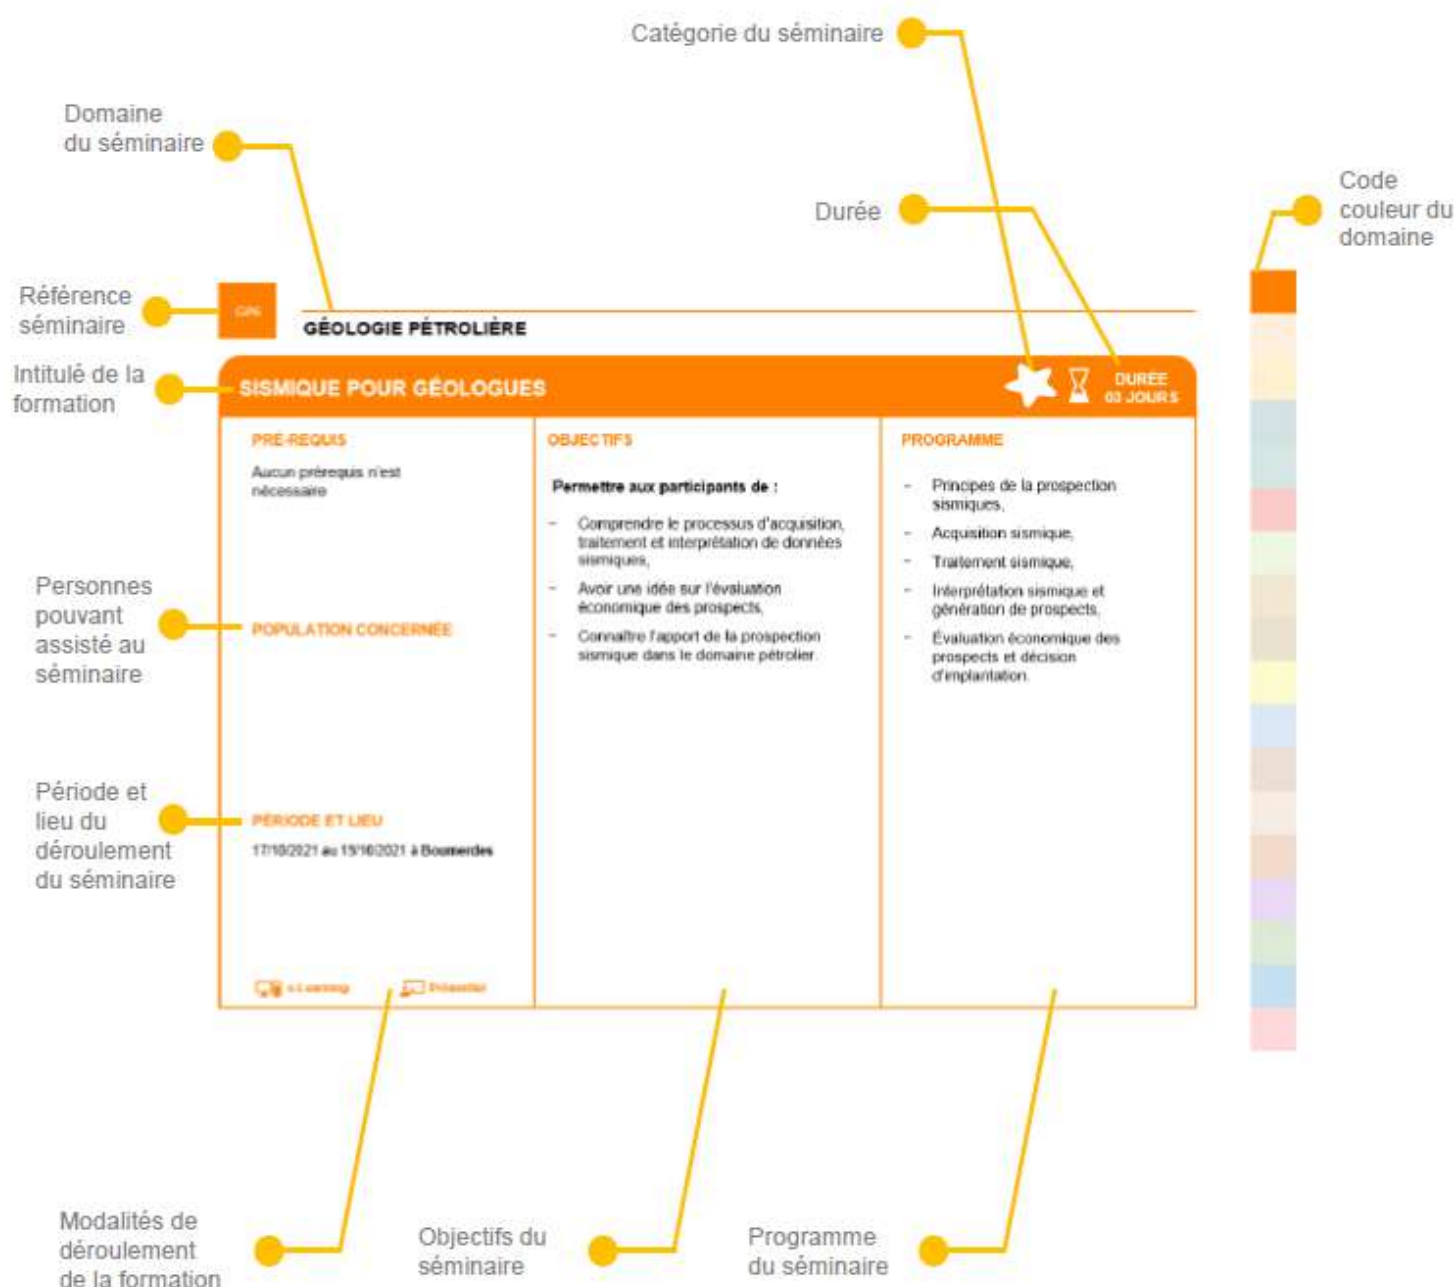 Catégorie du séminaire
Domaine
du séminaire
Code
couleur du
domaine
Durée
Référence
séminaire
GÉOLOGIE PÉTROLIÈRE
Intitulé de la
formation
SISMIQUE POUR GÉOLOGUES
DURÉE
03 JOURS
PRÉ-REQUIS
Aucun prérequis n'est
nécessaire
OBJECTIFS
Permettre aux participants de :
- Comprendre le processus d'acquisition,
traitement et interprétation de données
sismiques,
- Avoir une idée sur l'évaluation
économique des prospects,
- Connaître l'apport de la prospection
sismique dans le domaine pétrolier.
PROGRAMME
- Principes de la prospection
sismiques,
- Acquisition sismique,
- Traitement sismique,
- Interprétation sismique et
génération de prospects,
- Évaluation économique des
prospects et décision
d'implantation.
Personnes
pouvant
assisté au
séminaire
POPULATION CONCERNÉE
Période et
lieu du
déroulement
du séminaire
PÉRIODE ET LIEU
17/10/2021 au 19/10/2021 à Boumerdes
e-Learning
Présentiel
Modalités de
déroulement
de la formation
Objectifs du
séminaire
Programme
du séminaire